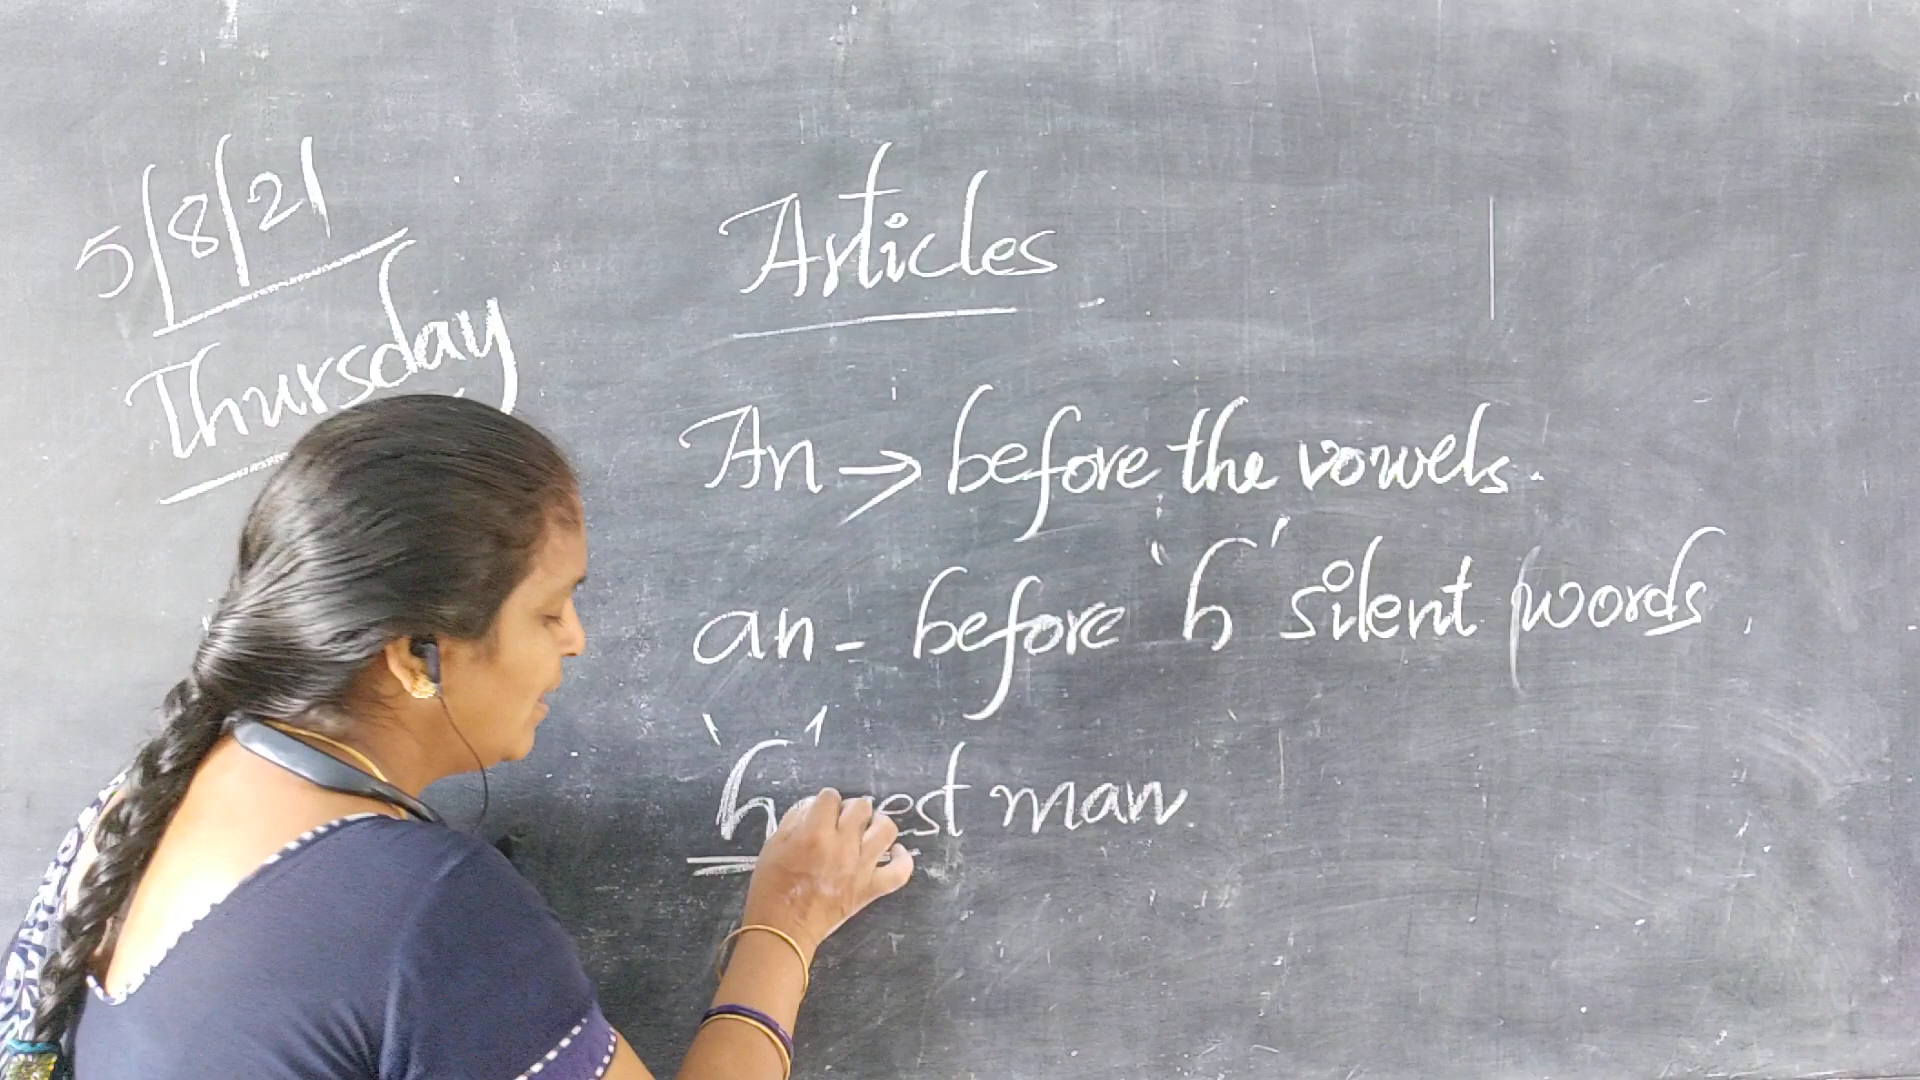 5/8/21
Thursday
Articles
An → before the vowels.
an - before 'h' silent words
'h' est man